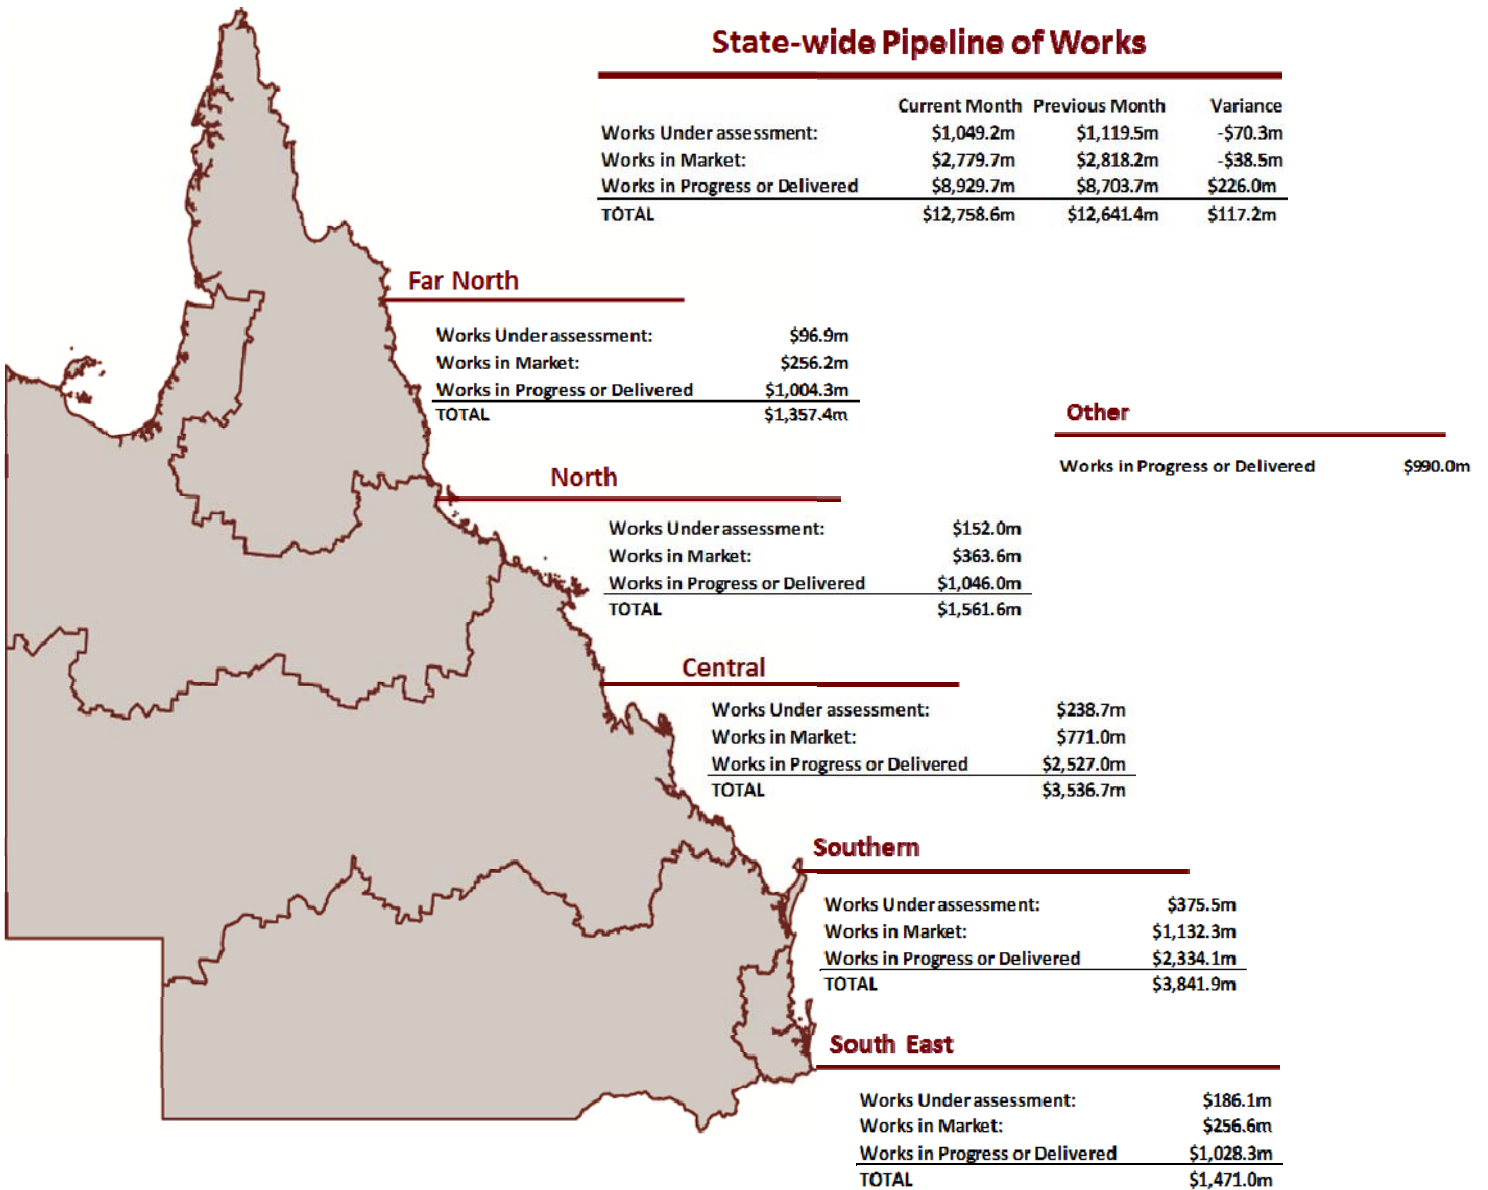 State-wide Pipeline of Works
Current Month Previous Month Variance
Works Under assessment: $1,049.2m $1,119.5m -$70.3m
Works in Market: $2,779.7m $2,818.2m -$38.5m
Works in Progress or Delivered $8,929.7m $8,703.7m $226.0m
TOTAL $12,758.6m $12,641.4m $117.2m
Far North
Works Under assessment: $96.9m
Works in Market: $256.2m
Works in Progress or Delivered $1,004.3m
TOTAL $1,357.4m
Other
Works in Progress or Delivered $990.0m
North
Works Under assessment: $152.0m
Works in Market: $363.6m
Works in Progress or Delivered $1,046.0m
TOTAL $1,561.6m
Central
Works Under assessment: $238.7m
Works in Market: $771.0m
Works in Progress or Delivered $2,527.0m
TOTAL $3,536.7m
Southern
Works Under assessment: $375.5m
Works in Market: $1,132.3m
Works in Progress or Delivered $2,334.1m
TOTAL $3,841.9m
South East
Works Under assessment: $186.1m
Works in Market: $256.6m
Works in Progress or Delivered $1,028.3m
TOTAL $1,471.0m